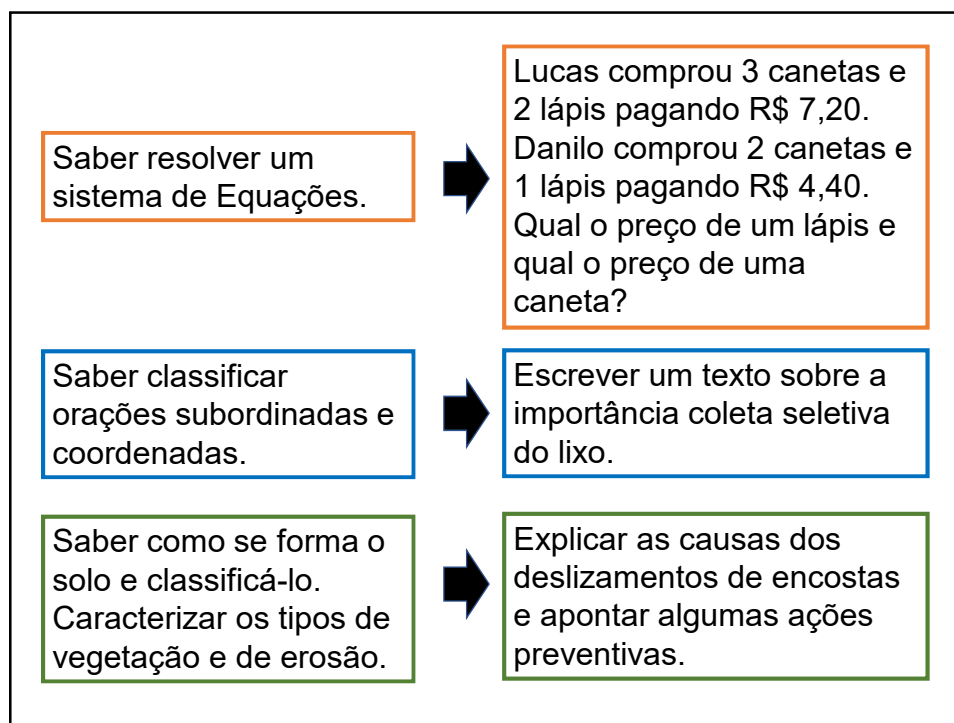 Saber resolver um
sistema de Equações.
Lucas comprou 3 canetas e
2 lápis pagando R$ 7,20.
Danilo comprou 2 canetas e
1 lápis pagando R$ 4,40.
Qual o preço de um lápis e
qual o preço de uma
caneta?
Saber classificar
orações subordinadas e
coordenadas.
Escrever um texto sobre a
importância coleta seletiva
do lixo.
Saber como se forma o
solo e classificá-lo.
Caracterizar os tipos de
vegetação e de erosão.
Explicar as causas dos
deslizamentos de encostas
e apontar algumas ações
preventivas.